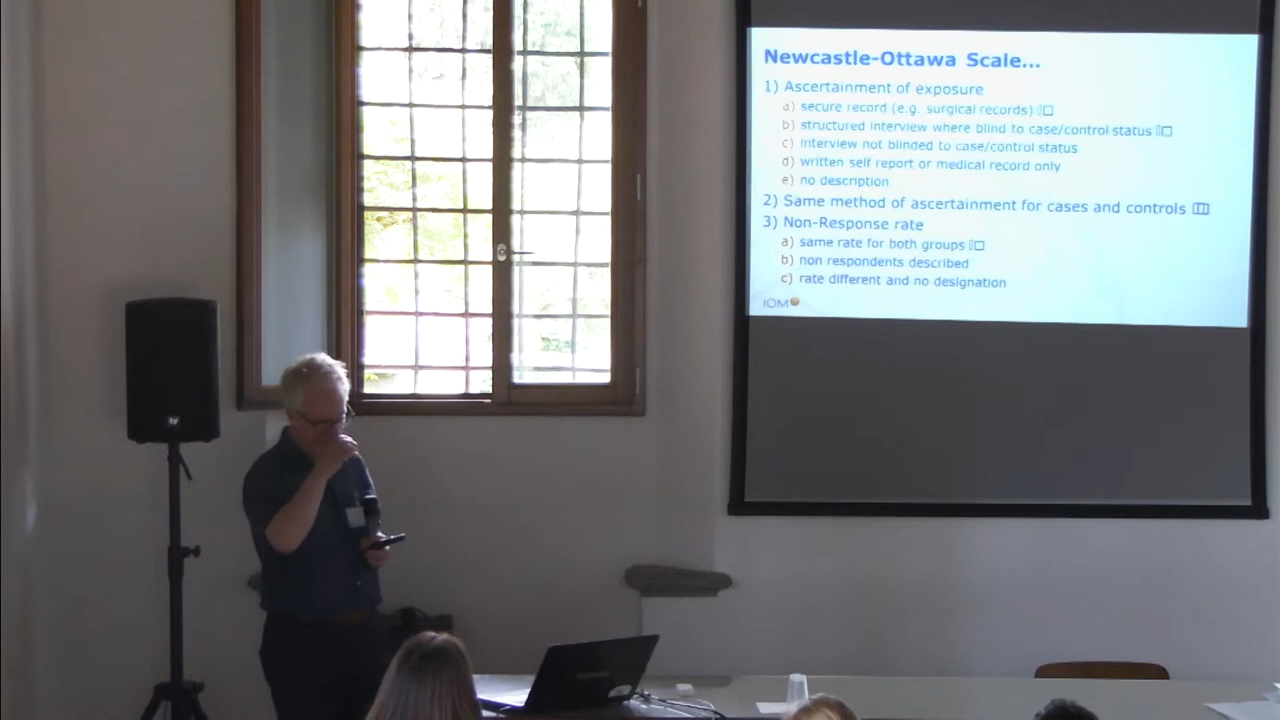 Newcastle-Ottawa Scale...
1) Ascertainment of exposure
a) secure record (e.g. surgical records)
b) structured interview where blind to case/control status
c) interview not blinded to case/control status
d) written self report or medical record only
e) no description
2) Same method of ascertainment for cases and controls
3) Non-Response rate
a) same rate for both groups
b) non respondents described
c) rate different and no designation
IOM